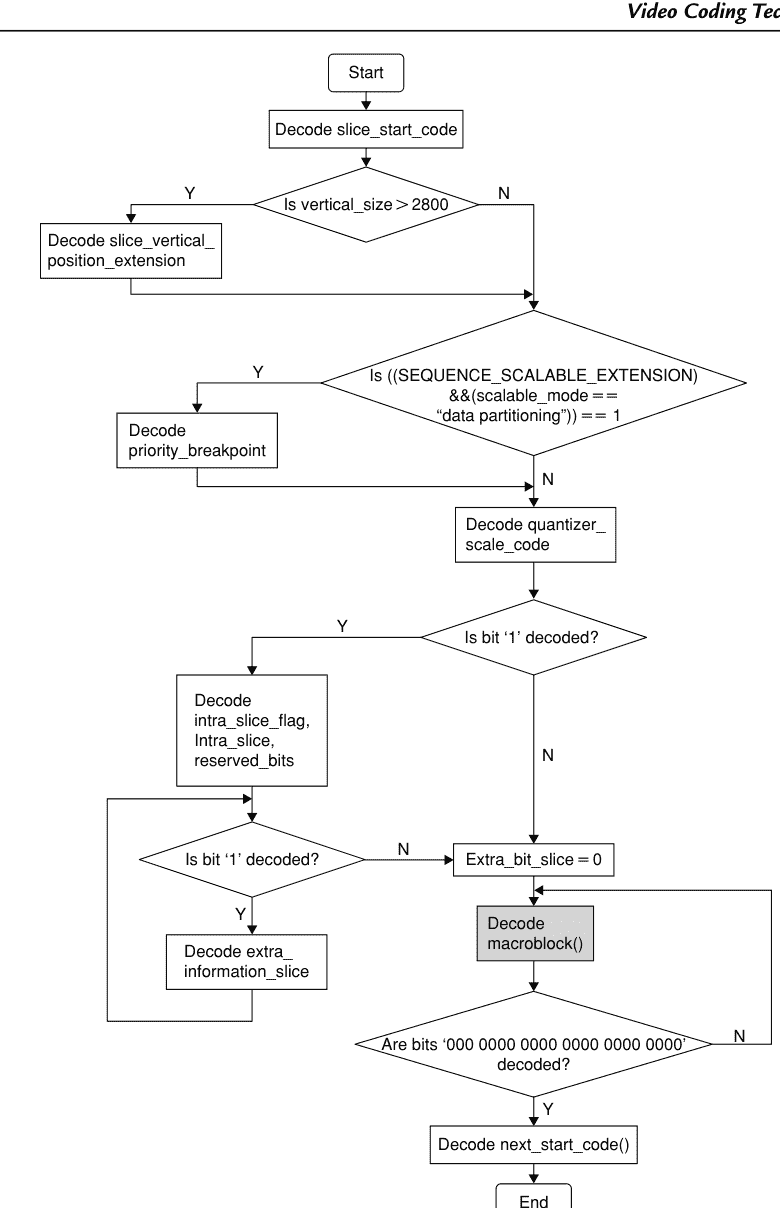 Video Coding Tec
Start
Decode slice_start_code
Y
Is vertical_size > 2800
N
Decode slice_vertical_
position_extension
Y
Is ((SEQUENCE_SCALABLE_EXTENSION)
&&(scalable_mode ==
“data partitioning”)) == 1
Decode
priority_breakpoint
N
Decode quantizer_
scale_code
Y
Is bit ‘1’ decoded?
Decode
intra_slice_flag,
Intra_slice,
reserved_bits
N
Is bit ‘1’ decoded?
N
Extra_bit_slice = 0
Y
Decode
macroblock()
Decode extra_
information_slice
Are bits ‘000 0000 0000 0000 0000 0000’
decoded?
N
Y
Decode next_start_code()
End